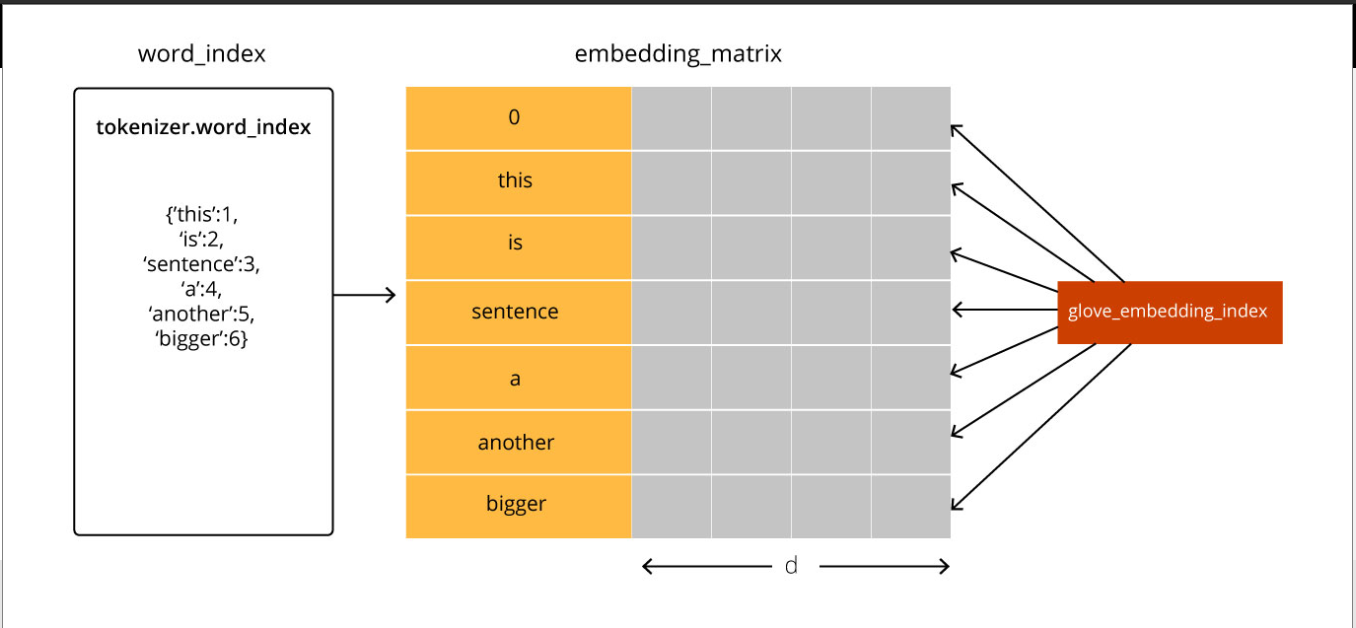 word_index
embedding_matrix
tokenizer.word_index
{‘this’:1,
‘is’:2,
‘sentence’:3,
‘a’:4,
‘another’:5,
‘bigger’:6}
0
this
is
sentence
a
another
bigger
glove_embedding_index
d